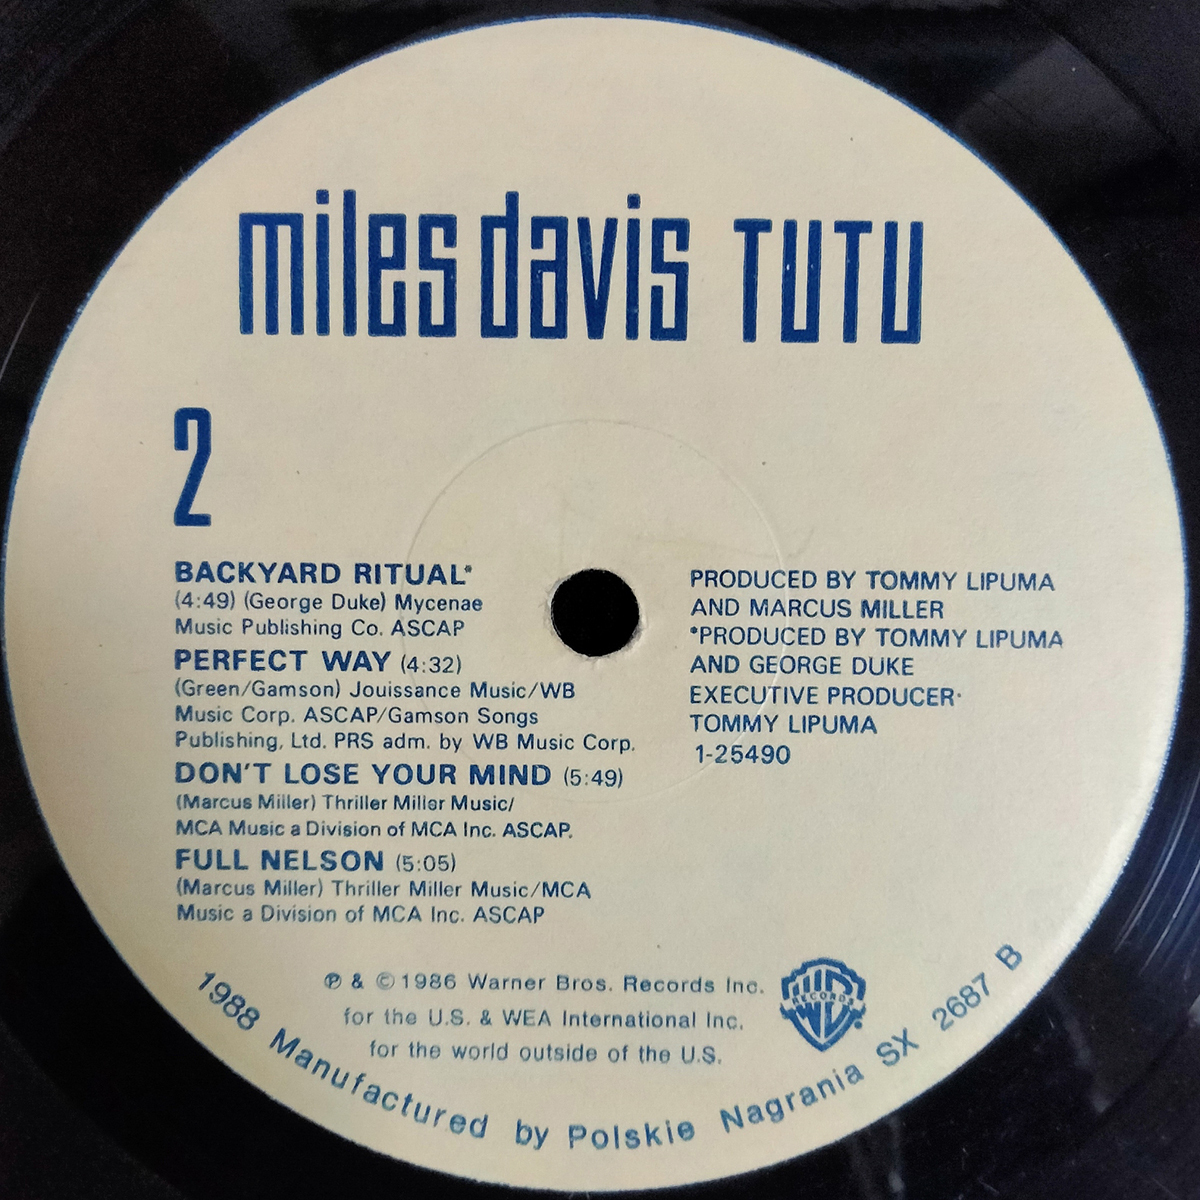 miles davis TUTU
2
BACKYARD RITUAL*
(4:49) (George Duke) Mycenae
Music Publishing Co. ASCAP
PERFECT WAY (4:32)
(Green/Gamson) Jouissance Music/WB
Music Corp. ASCAP/Gamson Songs
Publishing, Ltd. PRS adm. by WB Music Corp.
DON'T LOSE YOUR MIND (5:49)
(Marcus Miller) Thriller Miller Music/
MCA Music a Division of MCA Inc. ASCAP.
FULL NELSON (5:05)
(Marcus Miller) Thriller Miller Music/MCA
Music a Division of MCA Inc. ASCAP
PRODUCED BY TOMMY LIPUMA
AND MARCUS MILLER
*PRODUCED BY TOMMY LIPUMA
AND GEORGE DUKE
EXECUTIVE PRODUCER·
TOMMY LIPUMA
1-25490
℗ & © 1986 Warner Bros. Records Inc.
for the U.S. & WEA International Inc.
for the world outside of the U.S.
WB RECORDS
1988 Manufactured by Polskie Nagrania SX 2687 B